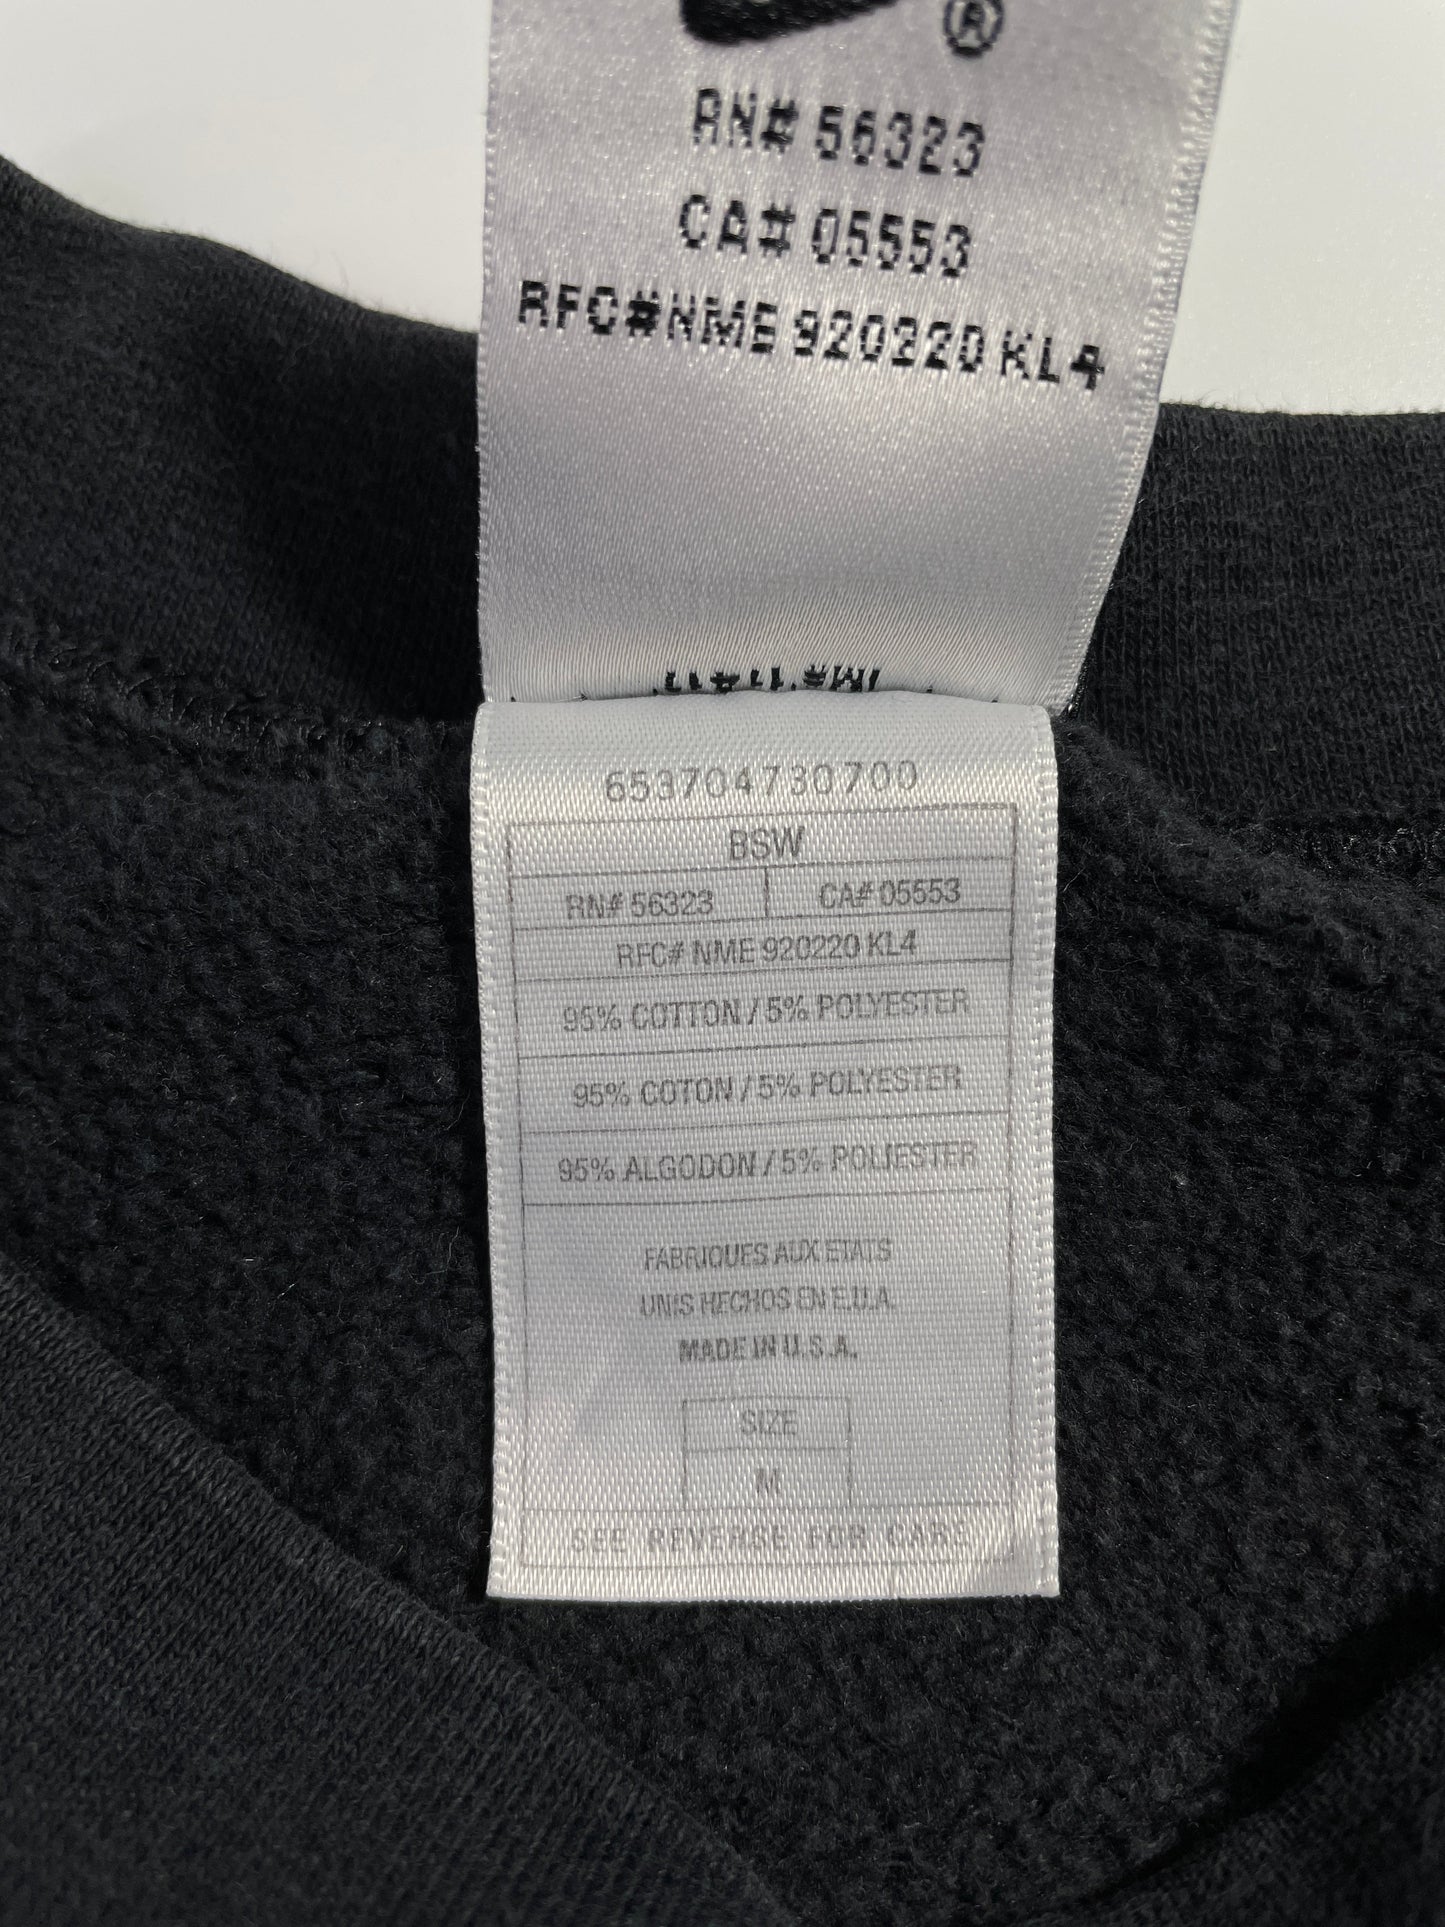 ®
RN# 56323
CA# 05553
RFC#NME 920220 KL4
653704730700
BSW
RN# 56323
CA# 05553
RFC# NME 920220 KL4
95% COTTON / 5% POLYESTER
95% COTON / 5% POLYESTER
95% ALGODON / 5% POLIESTER
FABRIQUES AUX ETATS
UNIS HECHOS EN E.U.A.
MADE IN U.S.A.
SIZE
M
SEE REVERSE FOR CARE